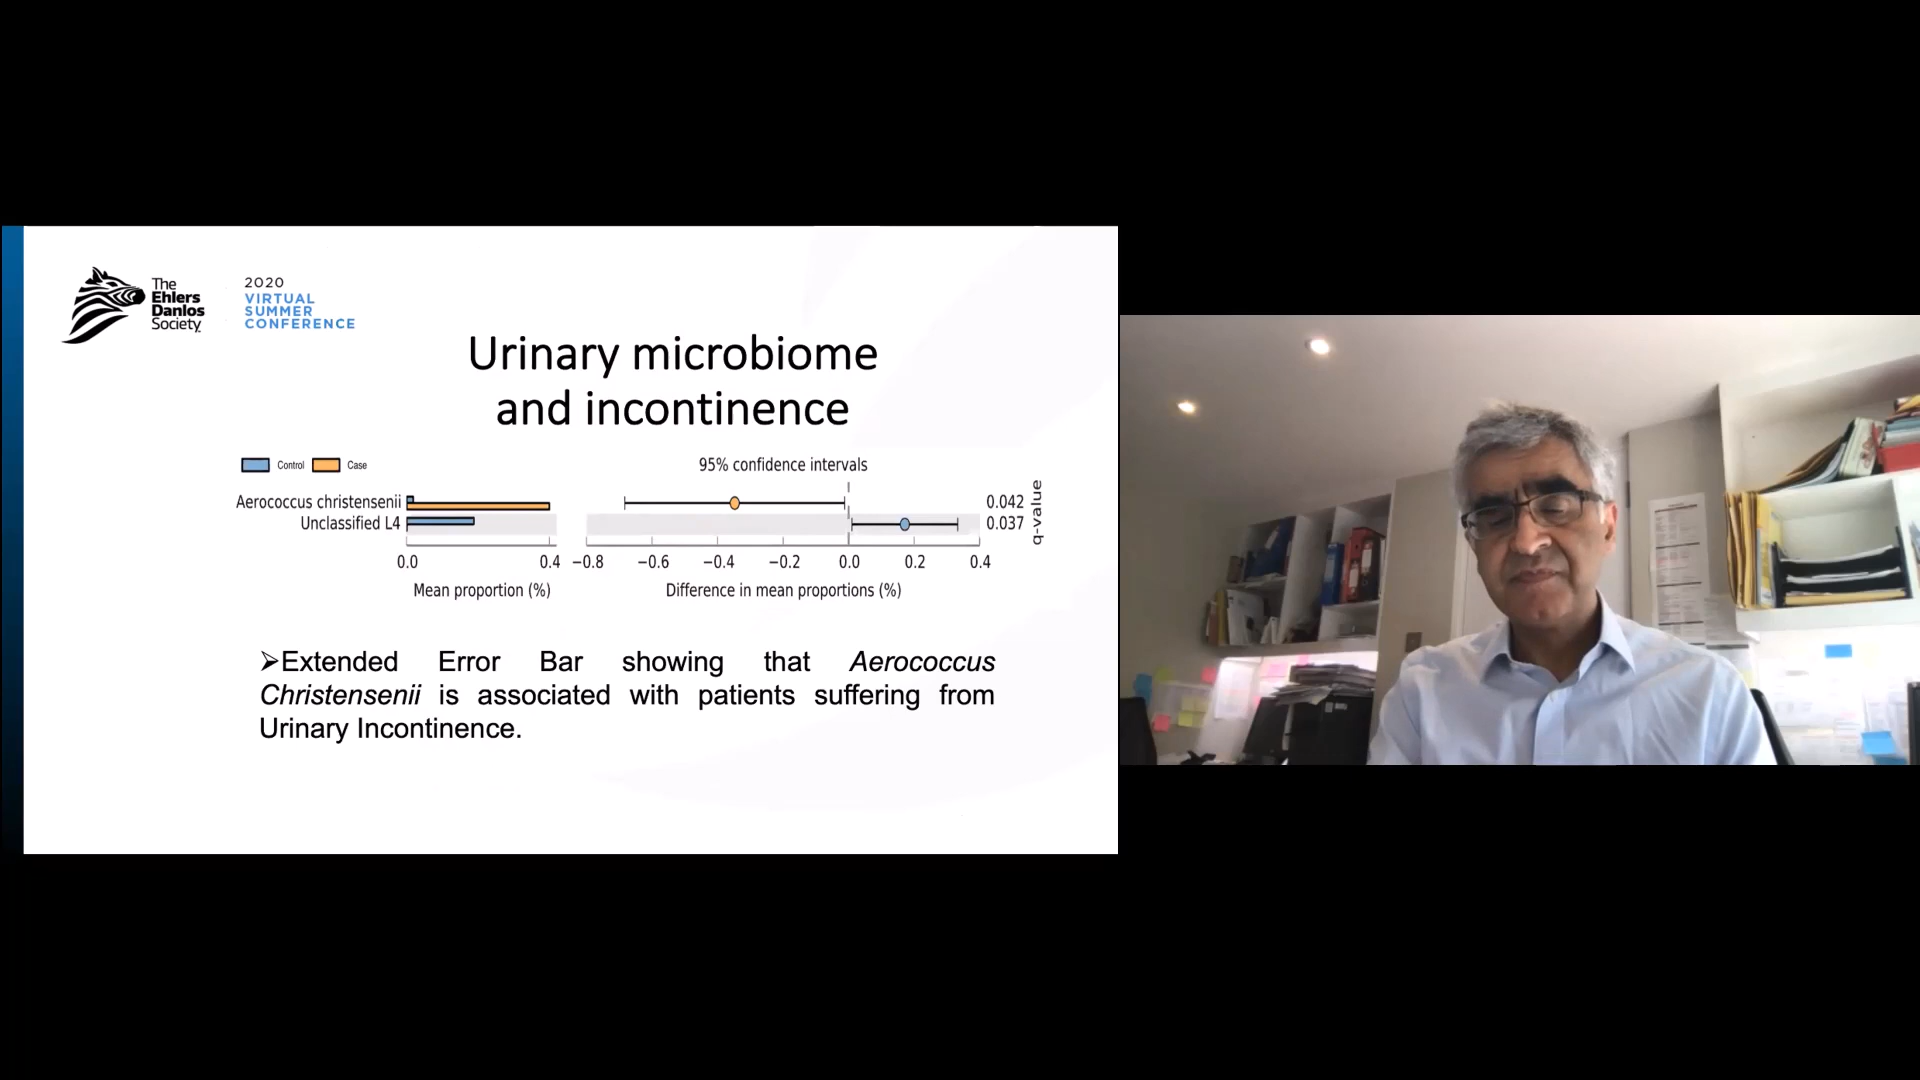 The
Ehlers
Danlos
Society
2020
VIRTUAL
SUMMER
CONFERENCE
Urinary microbiome
and incontinence
Control Case
95% confidence intervals
Aerococcus christensenii
Unclassified L4
0.042
0.037
q-value
0.0 0.4
−0.8 −0.6 −0.4 −0.2 0.0 0.2 0.4
Mean proportion (%)
Difference in mean proportions (%)
➢Extended Error Bar showing that Aerococcus
Christensenii is associated with patients suffering from
Urinary Incontinence.